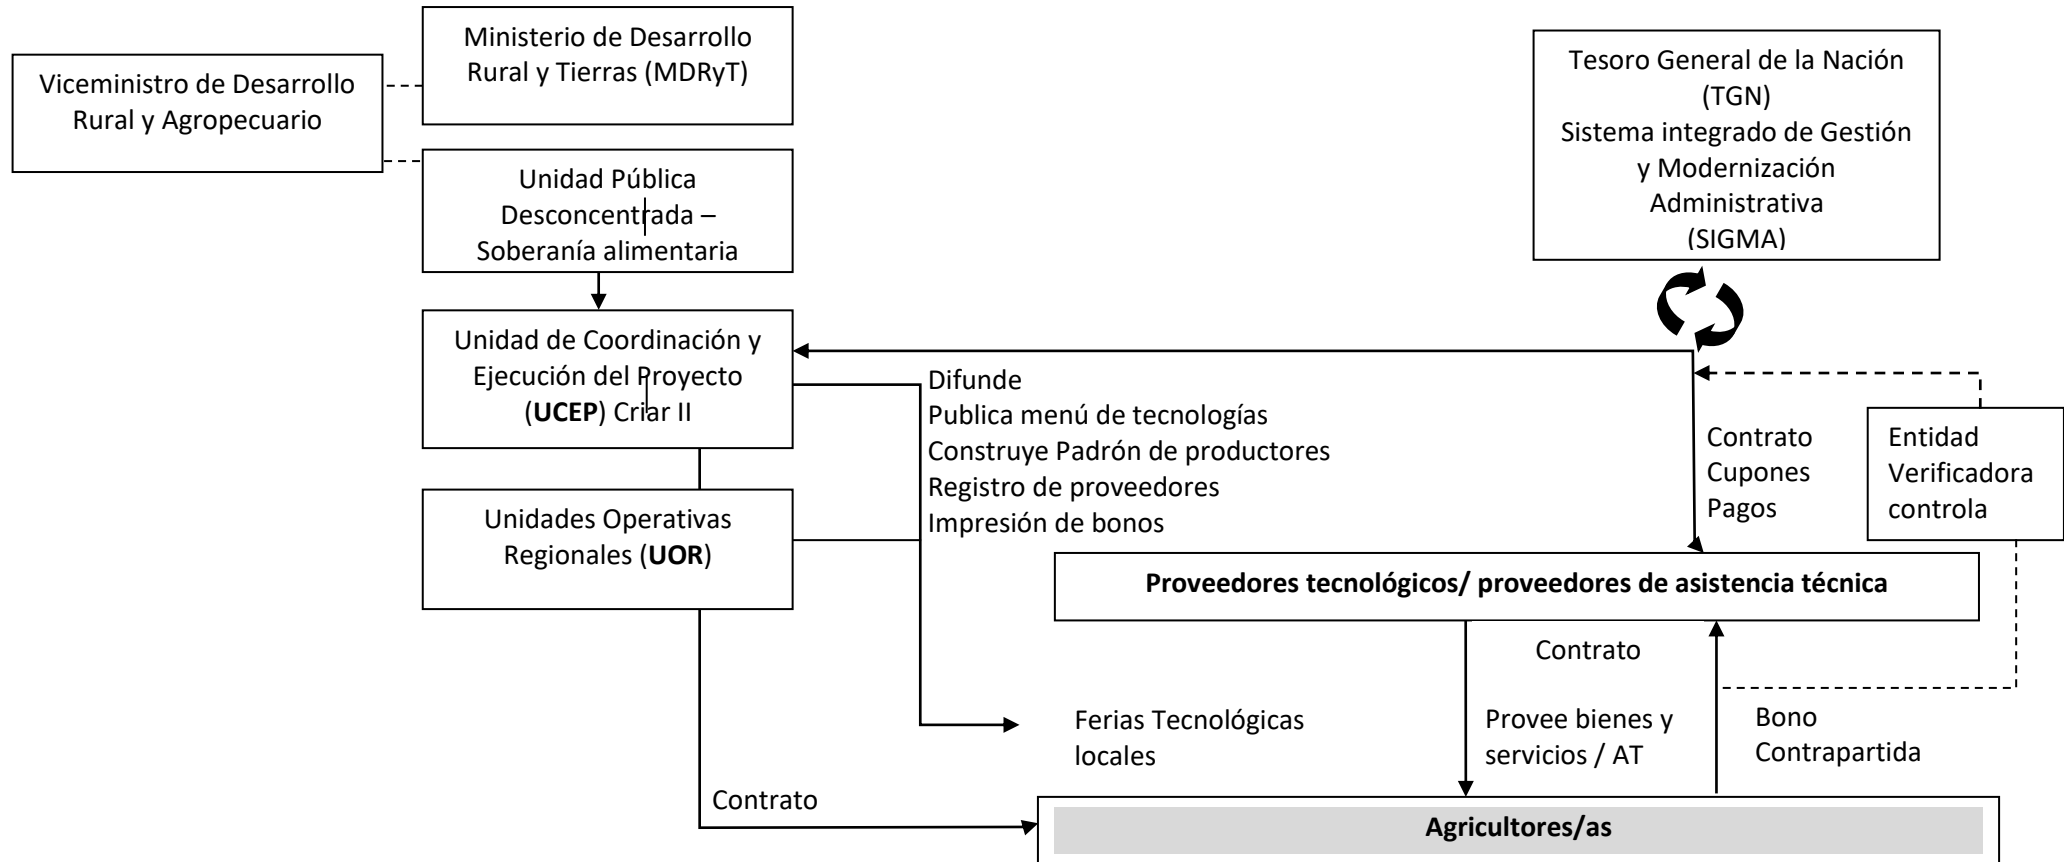 Ministerio de Desarrollo
Rural y Tierras (MDRyT)
Viceministro de Desarrollo
Rural y Agropecuario
Tesoro General de la Nación
(TGN)
Sistema integrado de Gestión
y Modernización
Administrativa
(SIGMA)
Unidad Pública
Desconcentrada –
Soberanía alimentaria
Unidad de Coordinación y
Ejecución del Proyecto
(UCEP) Criar II
Difunde
Publica menú de tecnologías
Construye Padrón de productores
Registro de proveedores
Impresión de bonos
Contrato
Cupones
Pagos
Entidad
Verificadora
controla
Unidades Operativas
Regionales (UOR)
Proveedores tecnológicos/ proveedores de asistencia técnica
Contrato
Ferias Tecnológicas
locales
Provee bienes y
servicios / AT
Bono
Contrapartida
Contrato
Agricultores/as